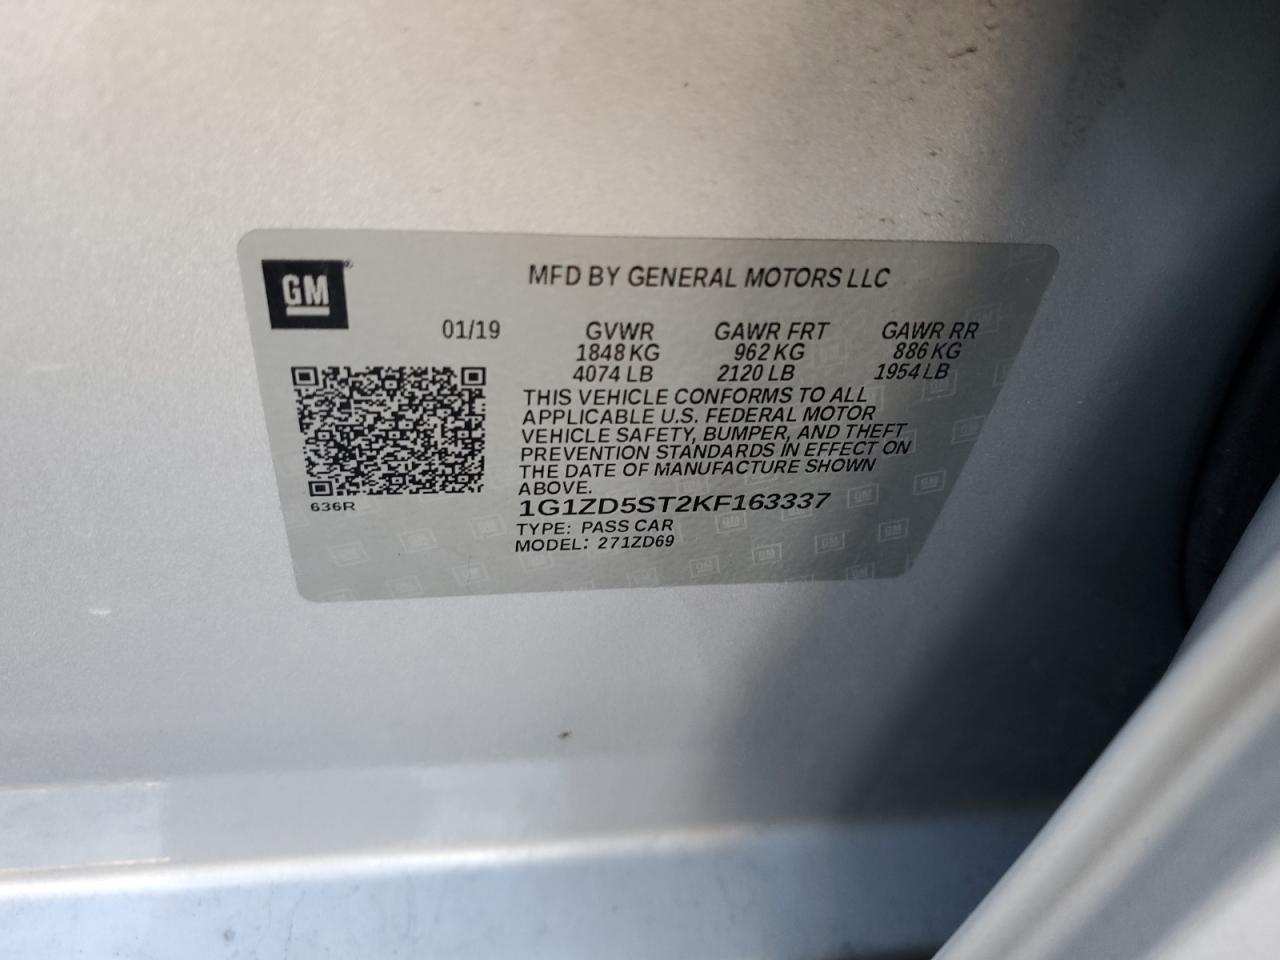 GM
MFD BY GENERAL MOTORS LLC
01/19 GVWR GAWR FRT GAWR RR
1848 KG 962 KG 886 KG
4074 LB 2120 LB 1954 LB
THIS VEHICLE CONFORMS TO ALL
APPLICABLE U.S. FEDERAL MOTOR
VEHICLE SAFETY, BUMPER, AND THEFT
PREVENTION STANDARDS IN EFFECT ON
THE DATE OF MANUFACTURE SHOWN
ABOVE.
636R
1G1ZD5ST2KF163337
TYPE: PASS CAR
MODEL: 271ZD69